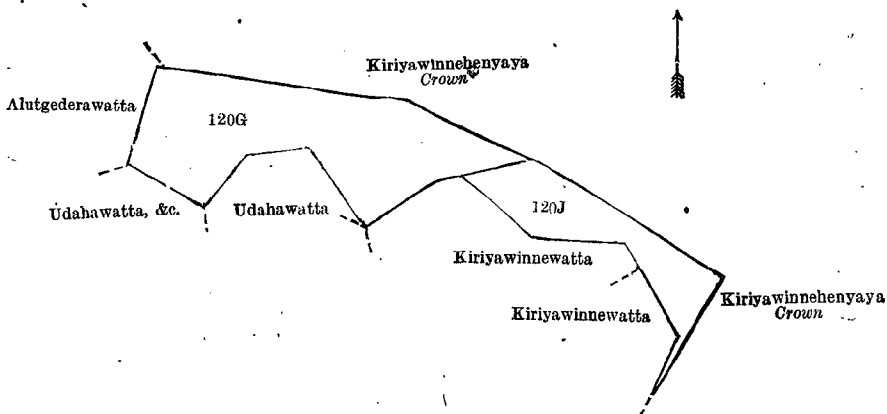 Kiriyawinnehenyaya
Crown
Alutgederawatta
120G
Udahawatta, &c.
Udahawatta
120J
Kiriyawinnewatta
Kiriyawinnewatta
Kiriyawinnehenyaya
Crown